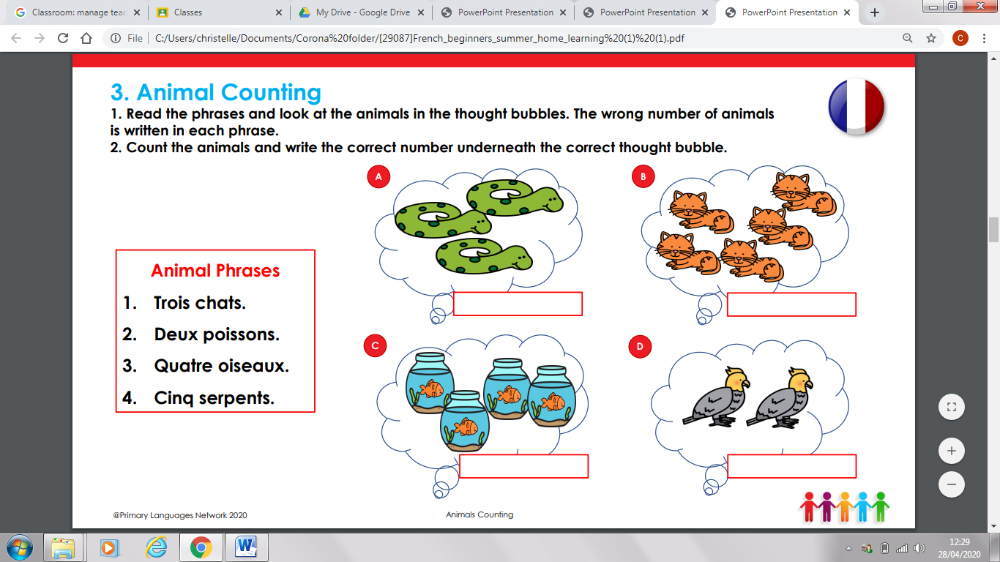 Classroom: manage teac
Classes
My Drive - Google Drive
PowerPoint Presentation
PowerPoint Presentation
PowerPoint Presentation
C
File
C:/Users/christelle/Documents/Corona%20folder/[29087]French_beginners_summer_home_learning%20(1)%20(1).pdf
3. Animal Counting
1. Read the phrases and look at the animals in the thought bubbles. The wrong number of animals
is written in each phrase.
2. Count the animals and write the correct number underneath the correct thought bubble.
A
B
Animal Phrases
1. Trois chats.
2. Deux poissons.
3. Quatre oiseaux.
4. Cinq serpents.
C
D
@Primary Languages Network 2020
Animals Counting
12:29
28/04/2020